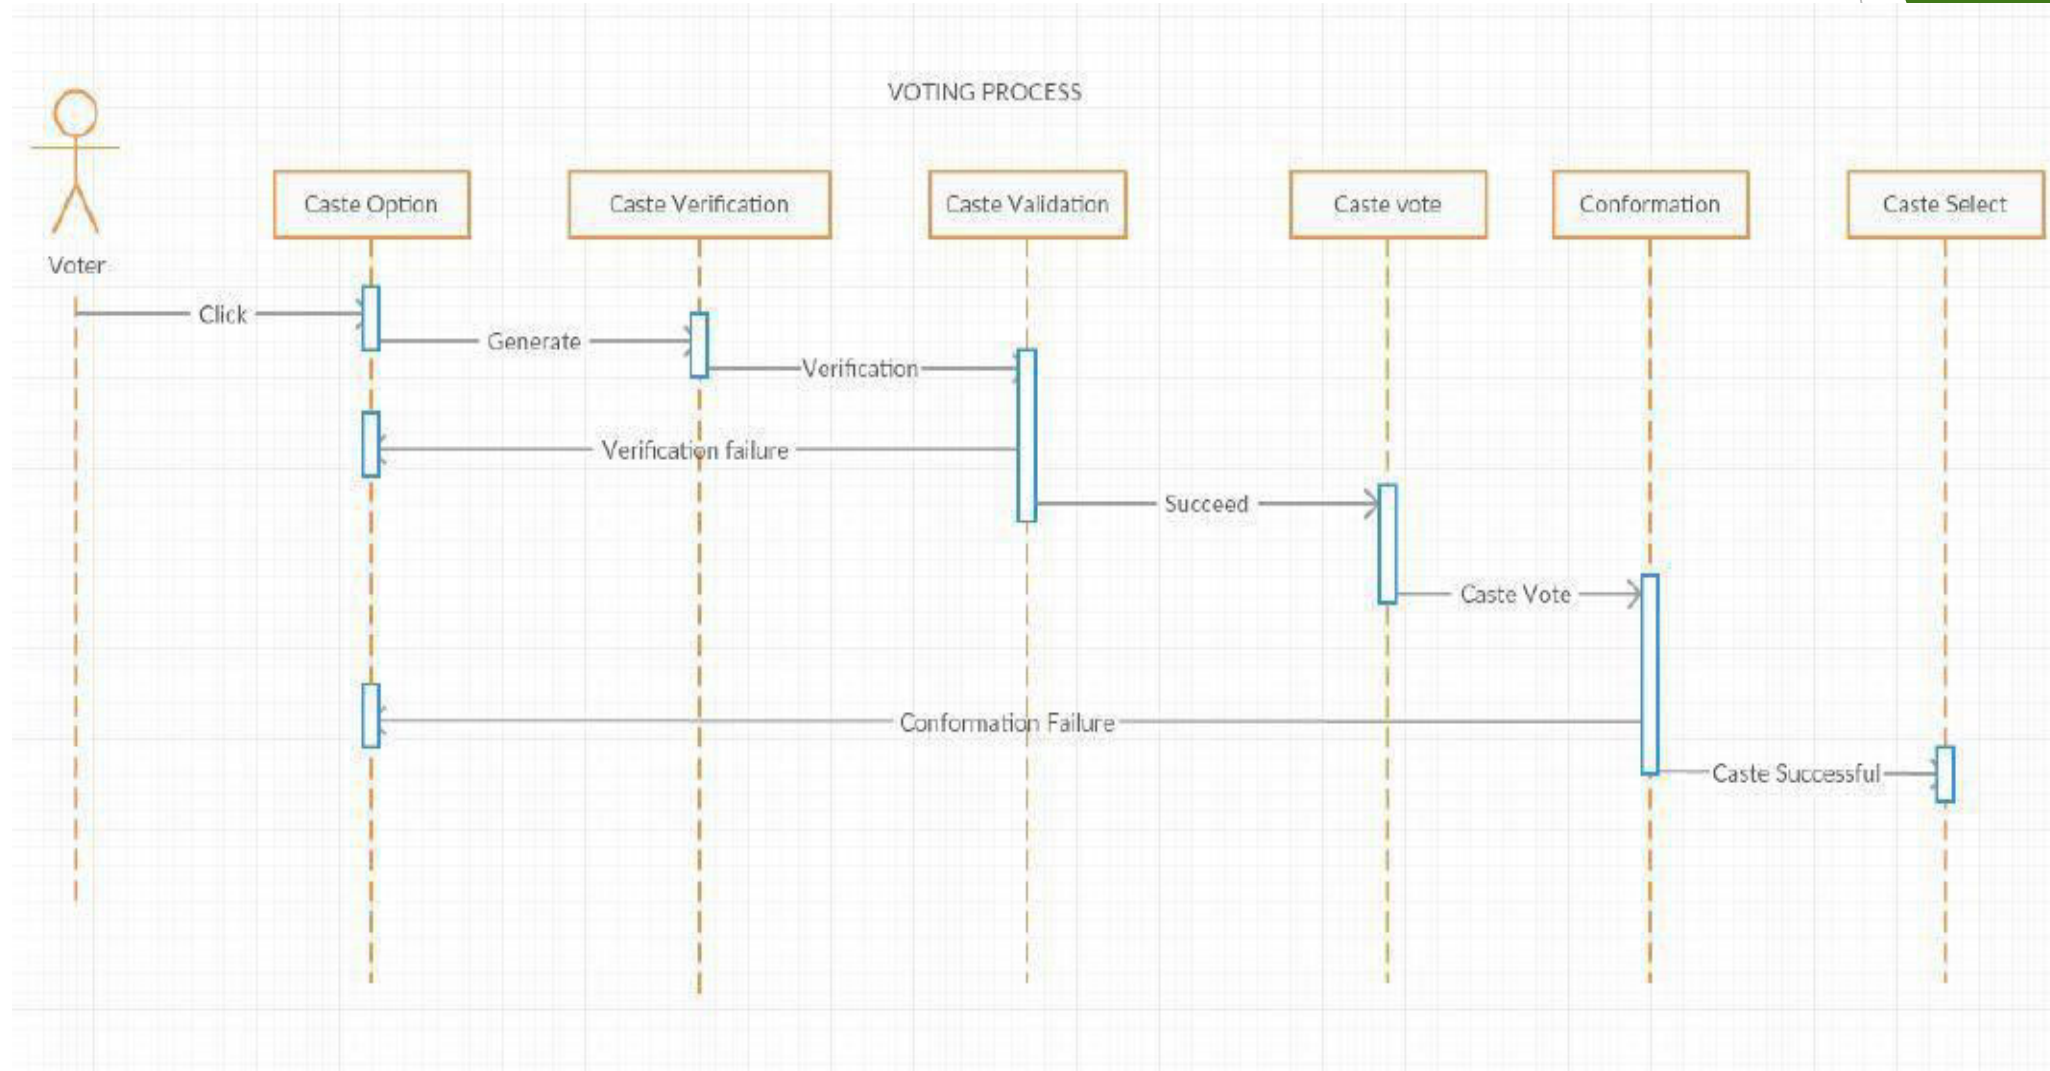 VOTING PROCESS
Caste Option
Caste Verification
Caste Validation
Caste vote
Conformation
Caste Select
Voter
Click
Generate
Verification
Verification failure
Succeed
Caste Vote
Conformation Failure
Caste Successful